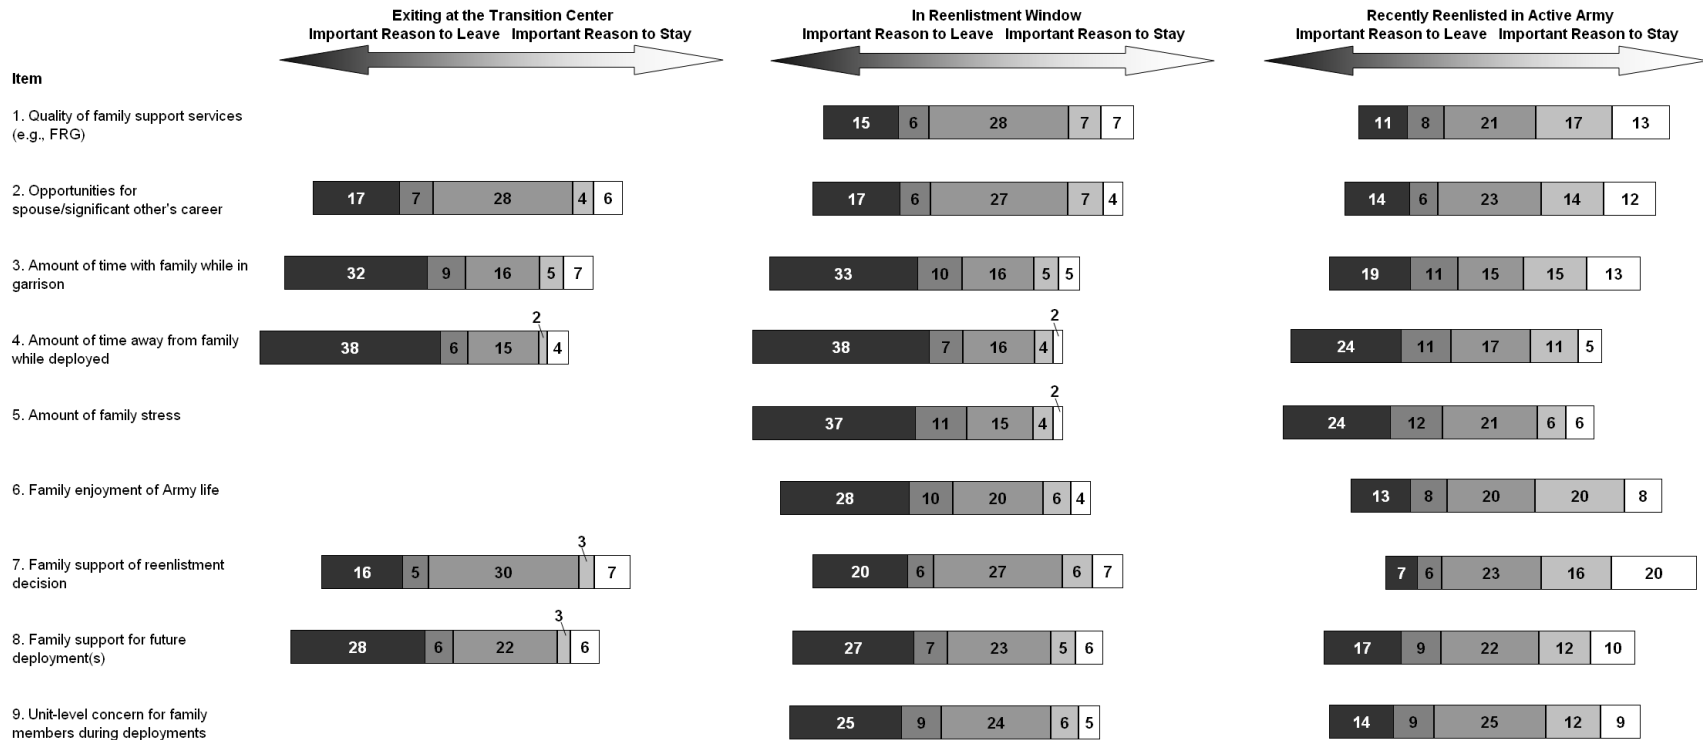 Exiting at the Transition Center
Important Reason to Leave Important Reason to Stay
In Reenlistment Window
Important Reason to Leave Important Reason to Stay
Recently Reenlisted in Active Army
Important Reason to Leave Important Reason to Stay
Item
1. Quality of family support services
(e.g., FRG)
15 6 28 7 7
11 8 21 17 13
2. Opportunities for
spouse/significant other's career
17 7 28 4 6
17 6 27 7 4
14 6 23 14 12
3. Amount of time with family while in
garrison
32 9 16 5 7
33 10 16 5 5
19 11 15 15 13
4. Amount of time away from family
while deployed
38 6 15 2 4
38 7 16 4 2
24 11 17 11 5
5. Amount of family stress
37 11 15 4 2
24 12 21 6 6
6. Family enjoyment of Army life
28 10 20 6 4
13 8 20 20 8
7. Family support of reenlistment
decision
16 5 30 3 7
20 6 27 6 7
7 6 23 16 20
8. Family support for future
deployment(s)
28 6 22 3 6
27 7 23 5 6
17 9 22 12 10
9. Unit-level concern for family
members during deployments
25 9 24 6 5
14 9 25 12 9